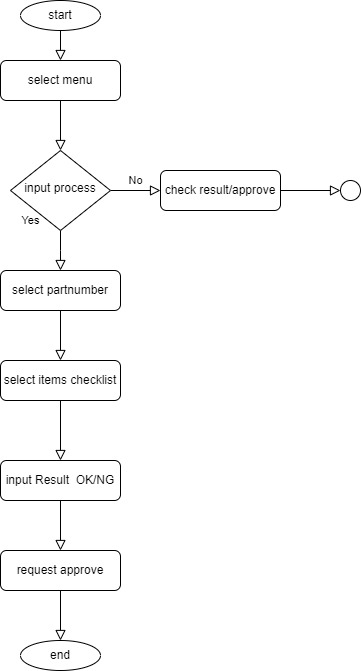 start
select menu
input process
No
check result/approve
Yes
select partnumber
select items checklist
input Result  OK/NG
request approve
end